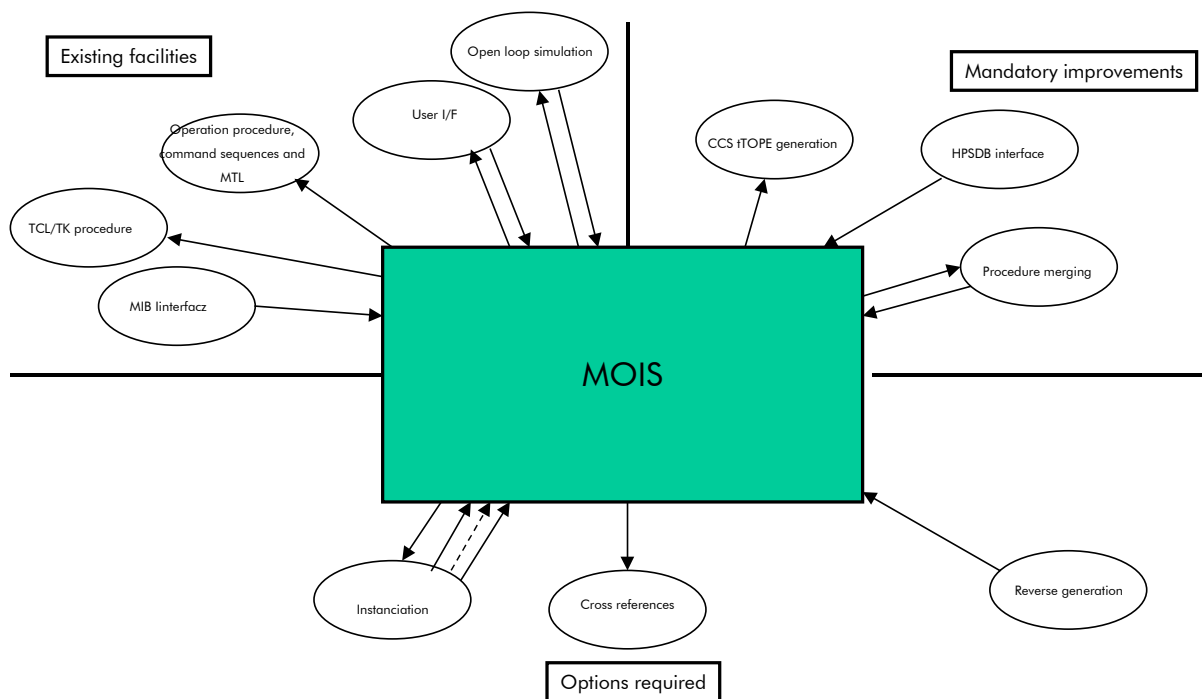 Existing facilities
Open loop simulation
Mandatory improvements
User I/F
Operation procedure,
command sequences and
MTL
CCS tTOPE generation
HPSDB interface
TCL/TK procedure
Procedure merging
MIB Iinterfacz
MOIS
Instanciation
Cross references
Reverse generation
Options required